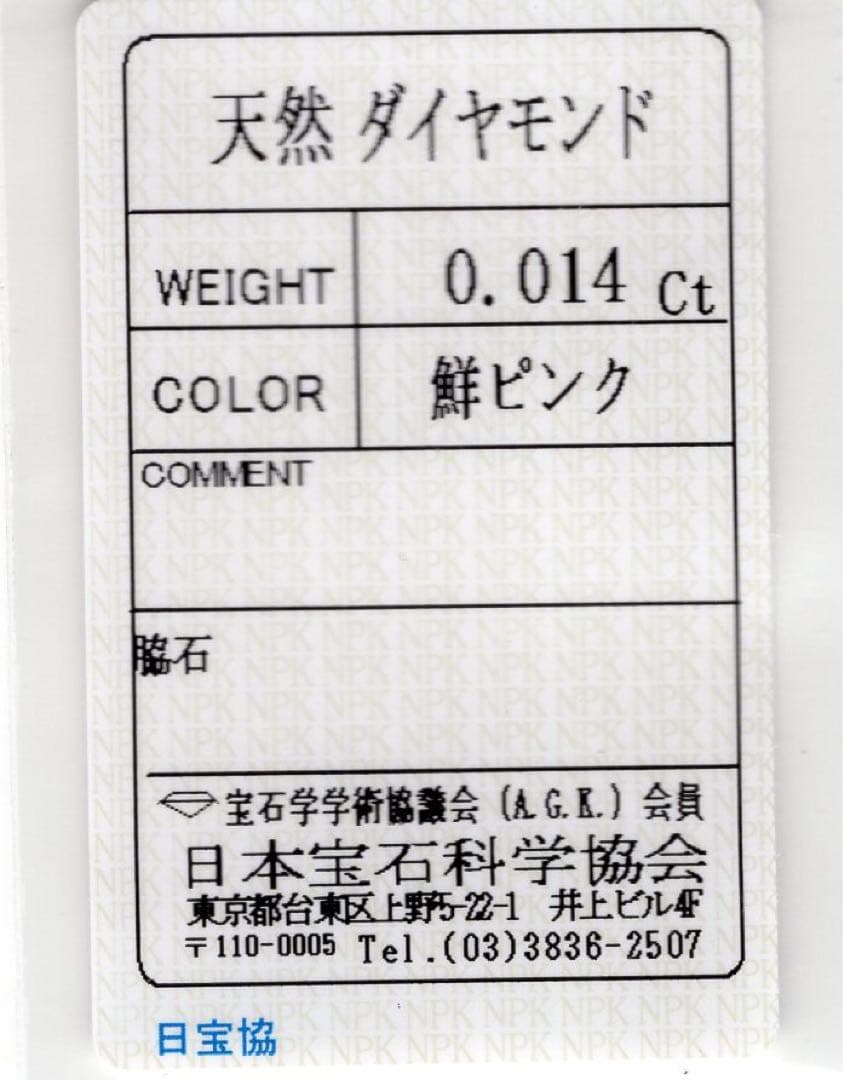 天然 ダイヤモンド
WEIGHT 0.014 Ct
COLOR 鮮ピンク
COMMENT
脇石
宝石学学術協議会 (A.G.K.) 会員
日本宝石科学協会
東京都台東区上野5-22-1 井上ビル4F
〒110-0005 Tel.(03)3836-2507
日宝協